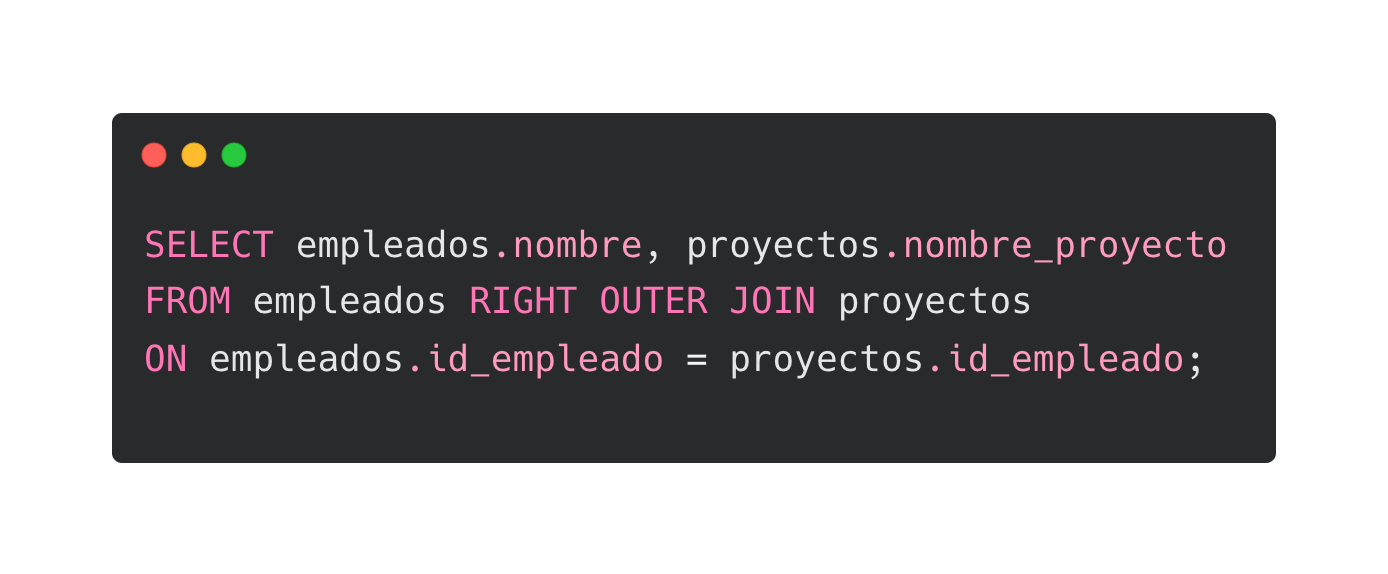 SELECT empleados.nombre, proyectos.nombre_proyecto
FROM empleados RIGHT OUTER JOIN proyectos
ON empleados.id_empleado = proyectos.id_empleado;